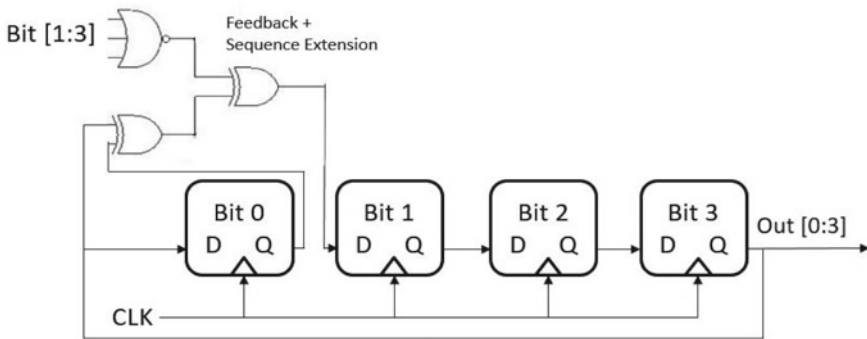 Feedback +
Bit [1:3]
Sequence Extension
Bit 0
Bit 1
Bit 2
Bit 3
Out [0:3]
D Q
D Q
D Q
D Q
CLK